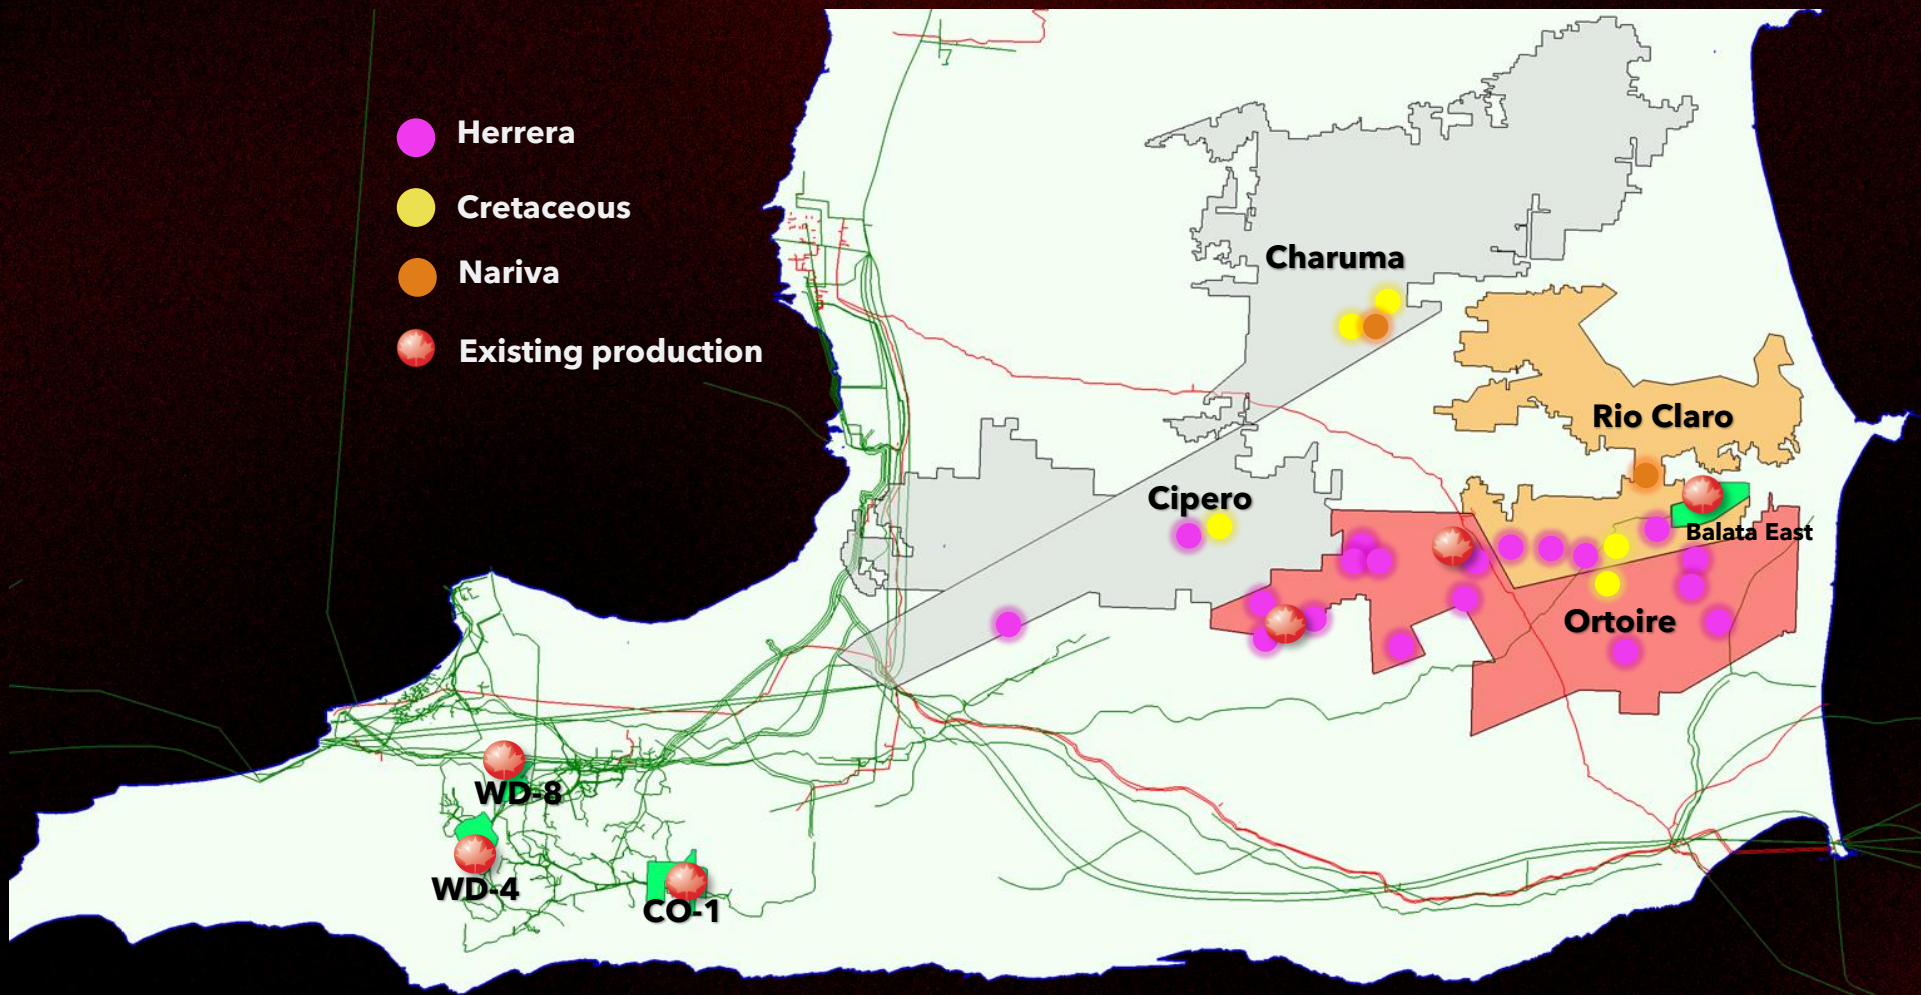 Herrera
Cretaceous
Nariva
Existing production
Charuma
Rio Claro
Cipero
Balata East
Ortoire
WD-8
WD-4
CO-1